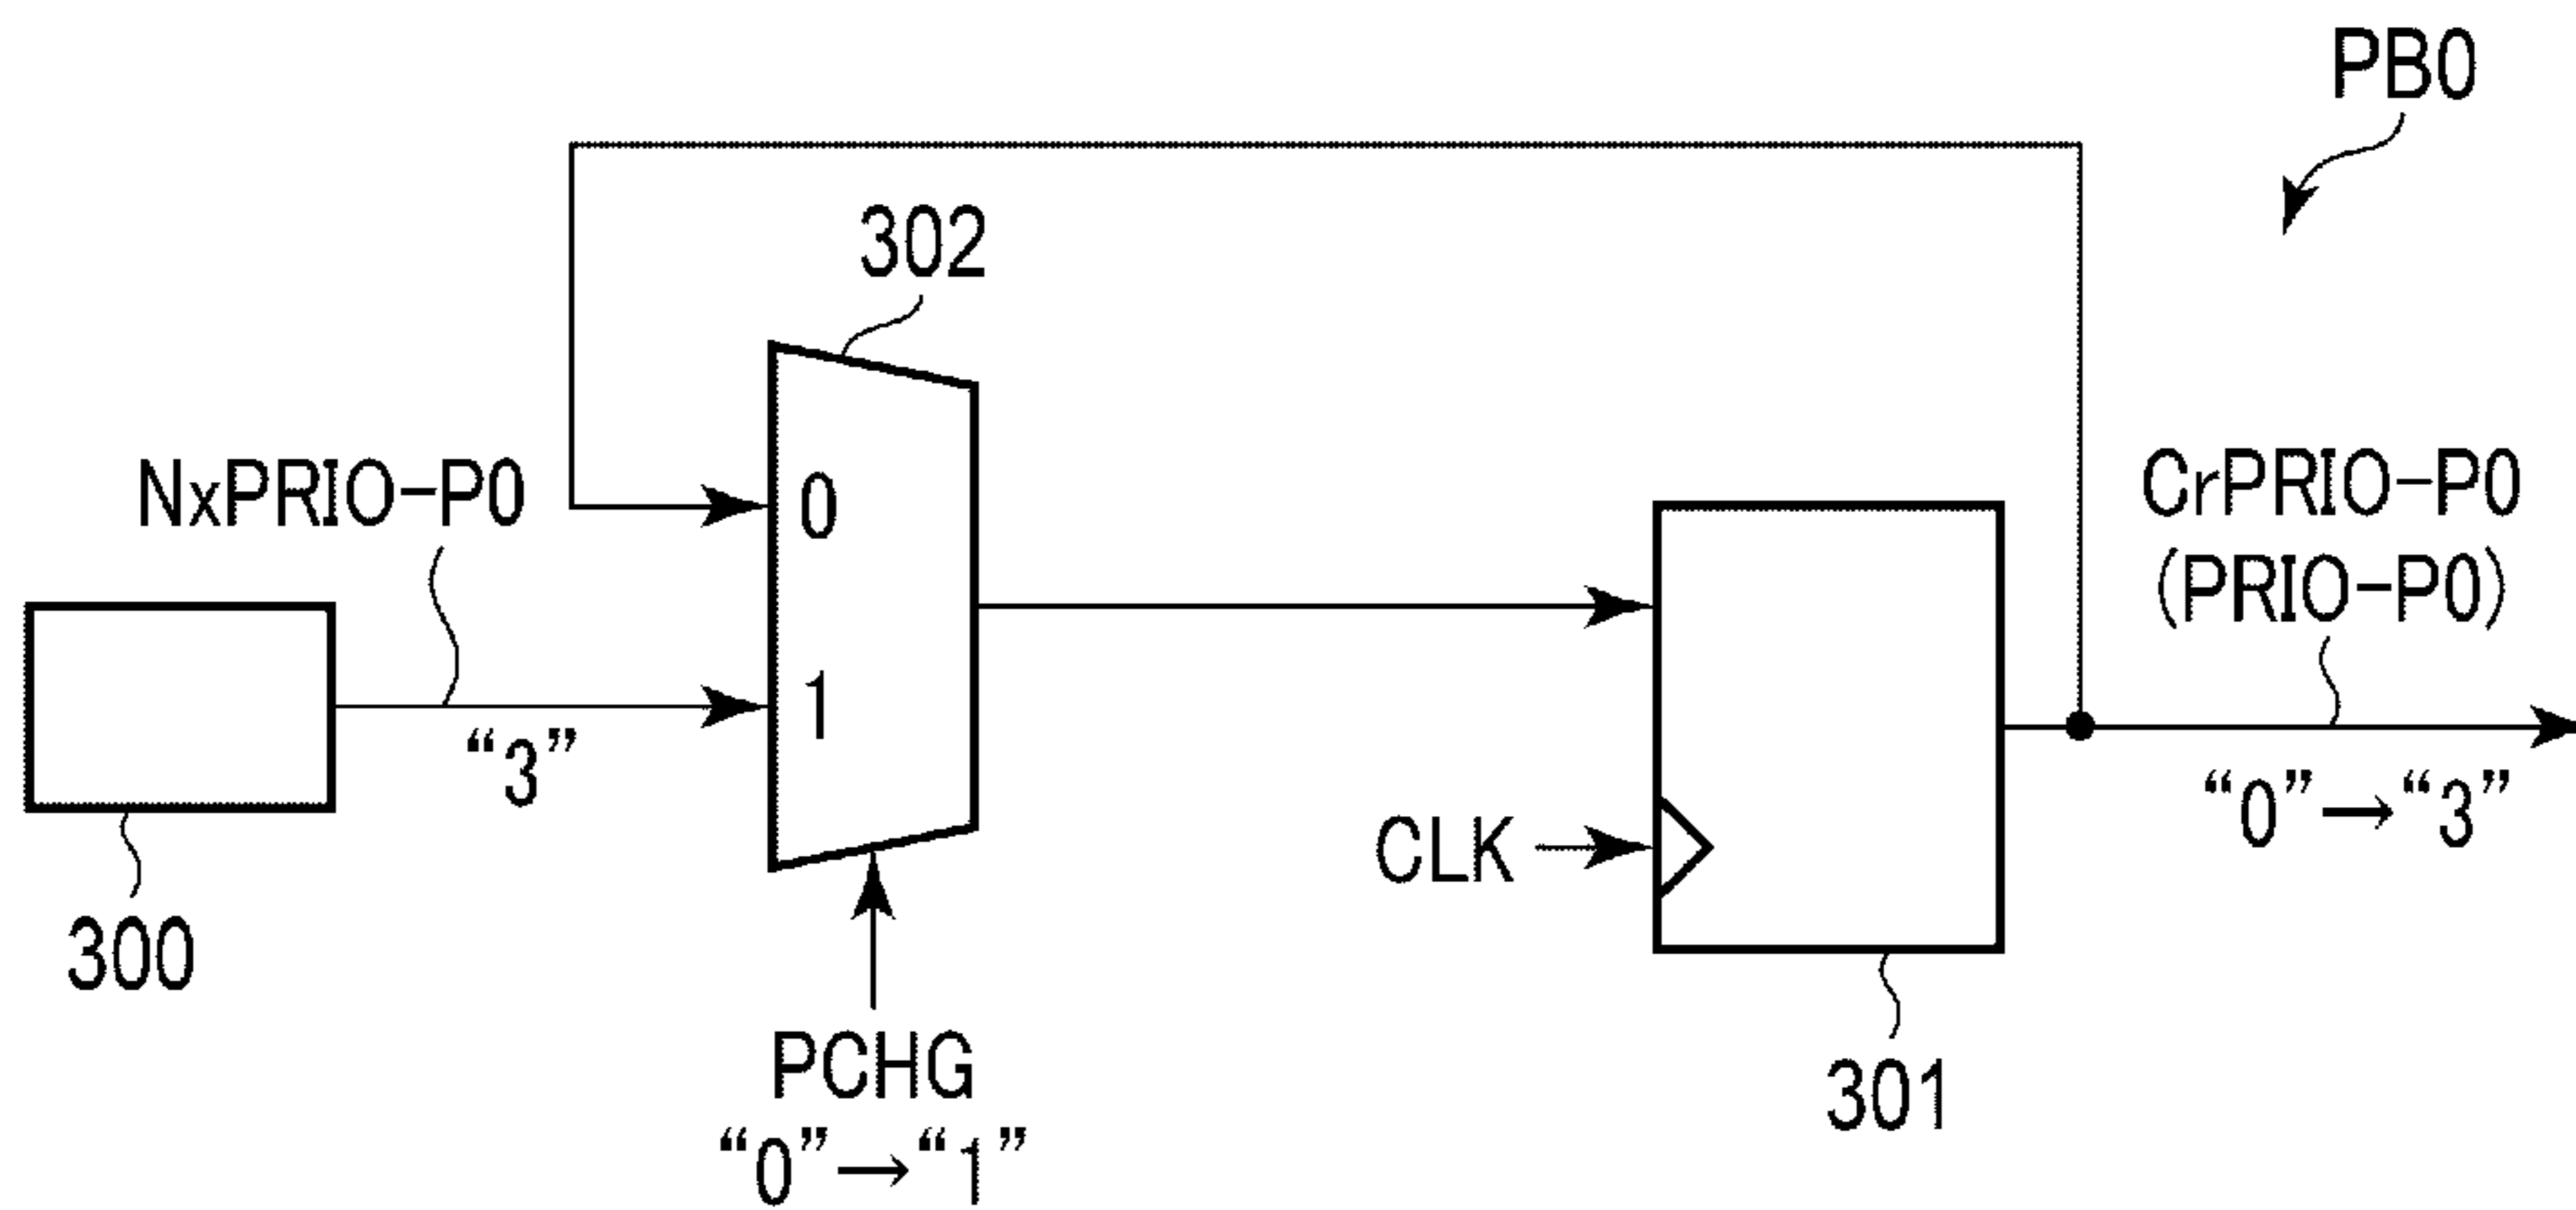 PB0
302
NxPRIO-P0
0
CrPRIO-P0
(PRIO-P0)
1
“3”
CLK
“0”→“3”
300
PCHG
“0”→“1”
301